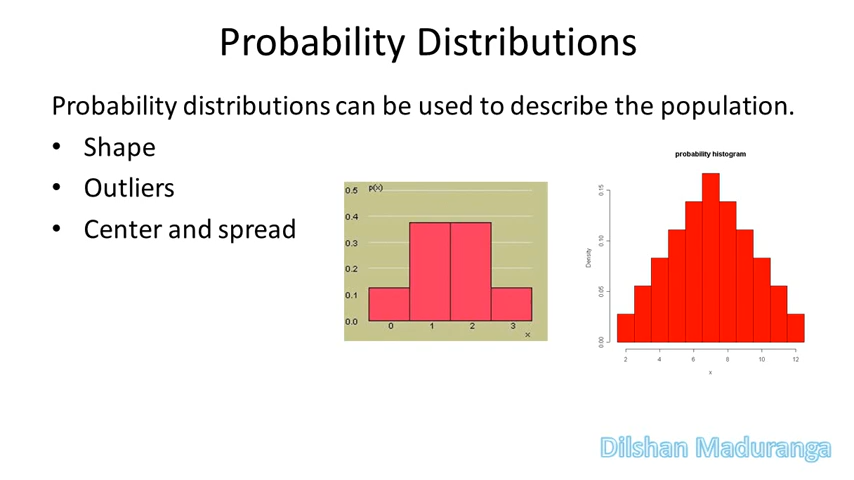 Probability Distributions
Probability distributions can be used to describe the population.
• Shape
• Outliers
• Center and spread
p(x)
0.5
0.4
0.3
0.2
0.1
0.0
0 1 2 3
x
probability histogram
Density
0.15
0.10
0.05
0.00
2 4 6 8 10 12
x
Dilshan Maduranga